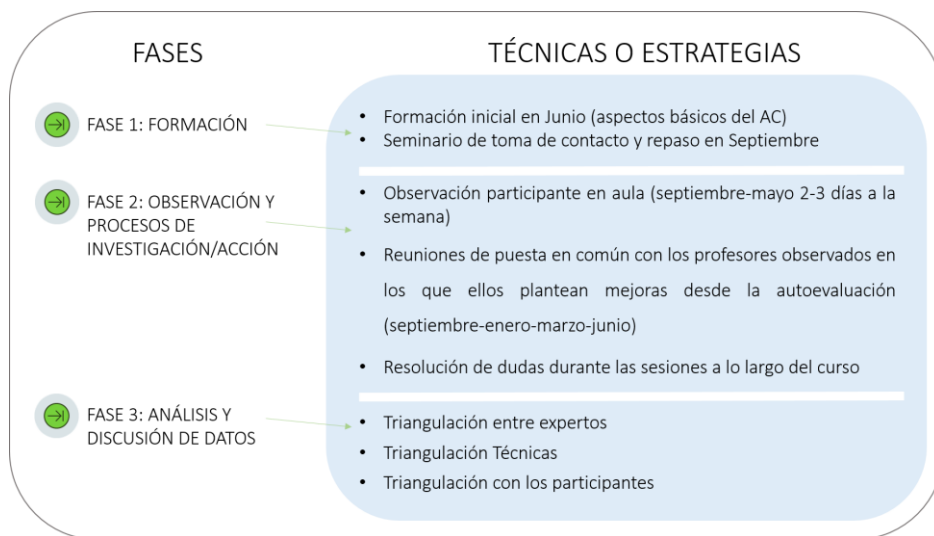 FASES
TÉCNICAS O ESTRATEGIAS
FASE 1: FORMACIÓN
• Formación inicial en Junio (aspectos básicos del AC)
• Seminario de toma de contacto y repaso en Septiembre
FASE 2: OBSERVACIÓN Y
PROCESOS DE
INVESTIGACIÓN/ACCIÓN
• Observación participante en aula (septiembre-mayo 2-3 días a la
semana)
• Reuniones de puesta en común con los profesores observados en
los que ellos plantean mejoras desde la autoevaluación
(septiembre-enero-marzo-junio)
• Resolución de dudas durante las sesiones a lo largo del curso
FASE 3: ANÁLISIS Y
DISCUSIÓN DE DATOS
• Triangulación entre expertos
• Triangulación Técnicas
• Triangulación con los participantes